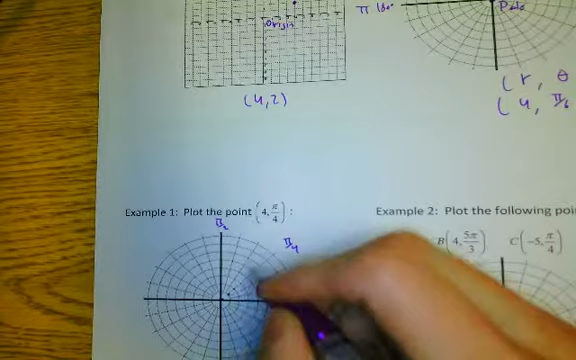 Origin
π 180°
Pole
(4,2)
(r, θ
(4, π/6
Example 1: Plot the point (4, π/4) :
Example 2: Plot the following poi
π/2
π/4
B(4, 5π/3) C(-5, π/4)